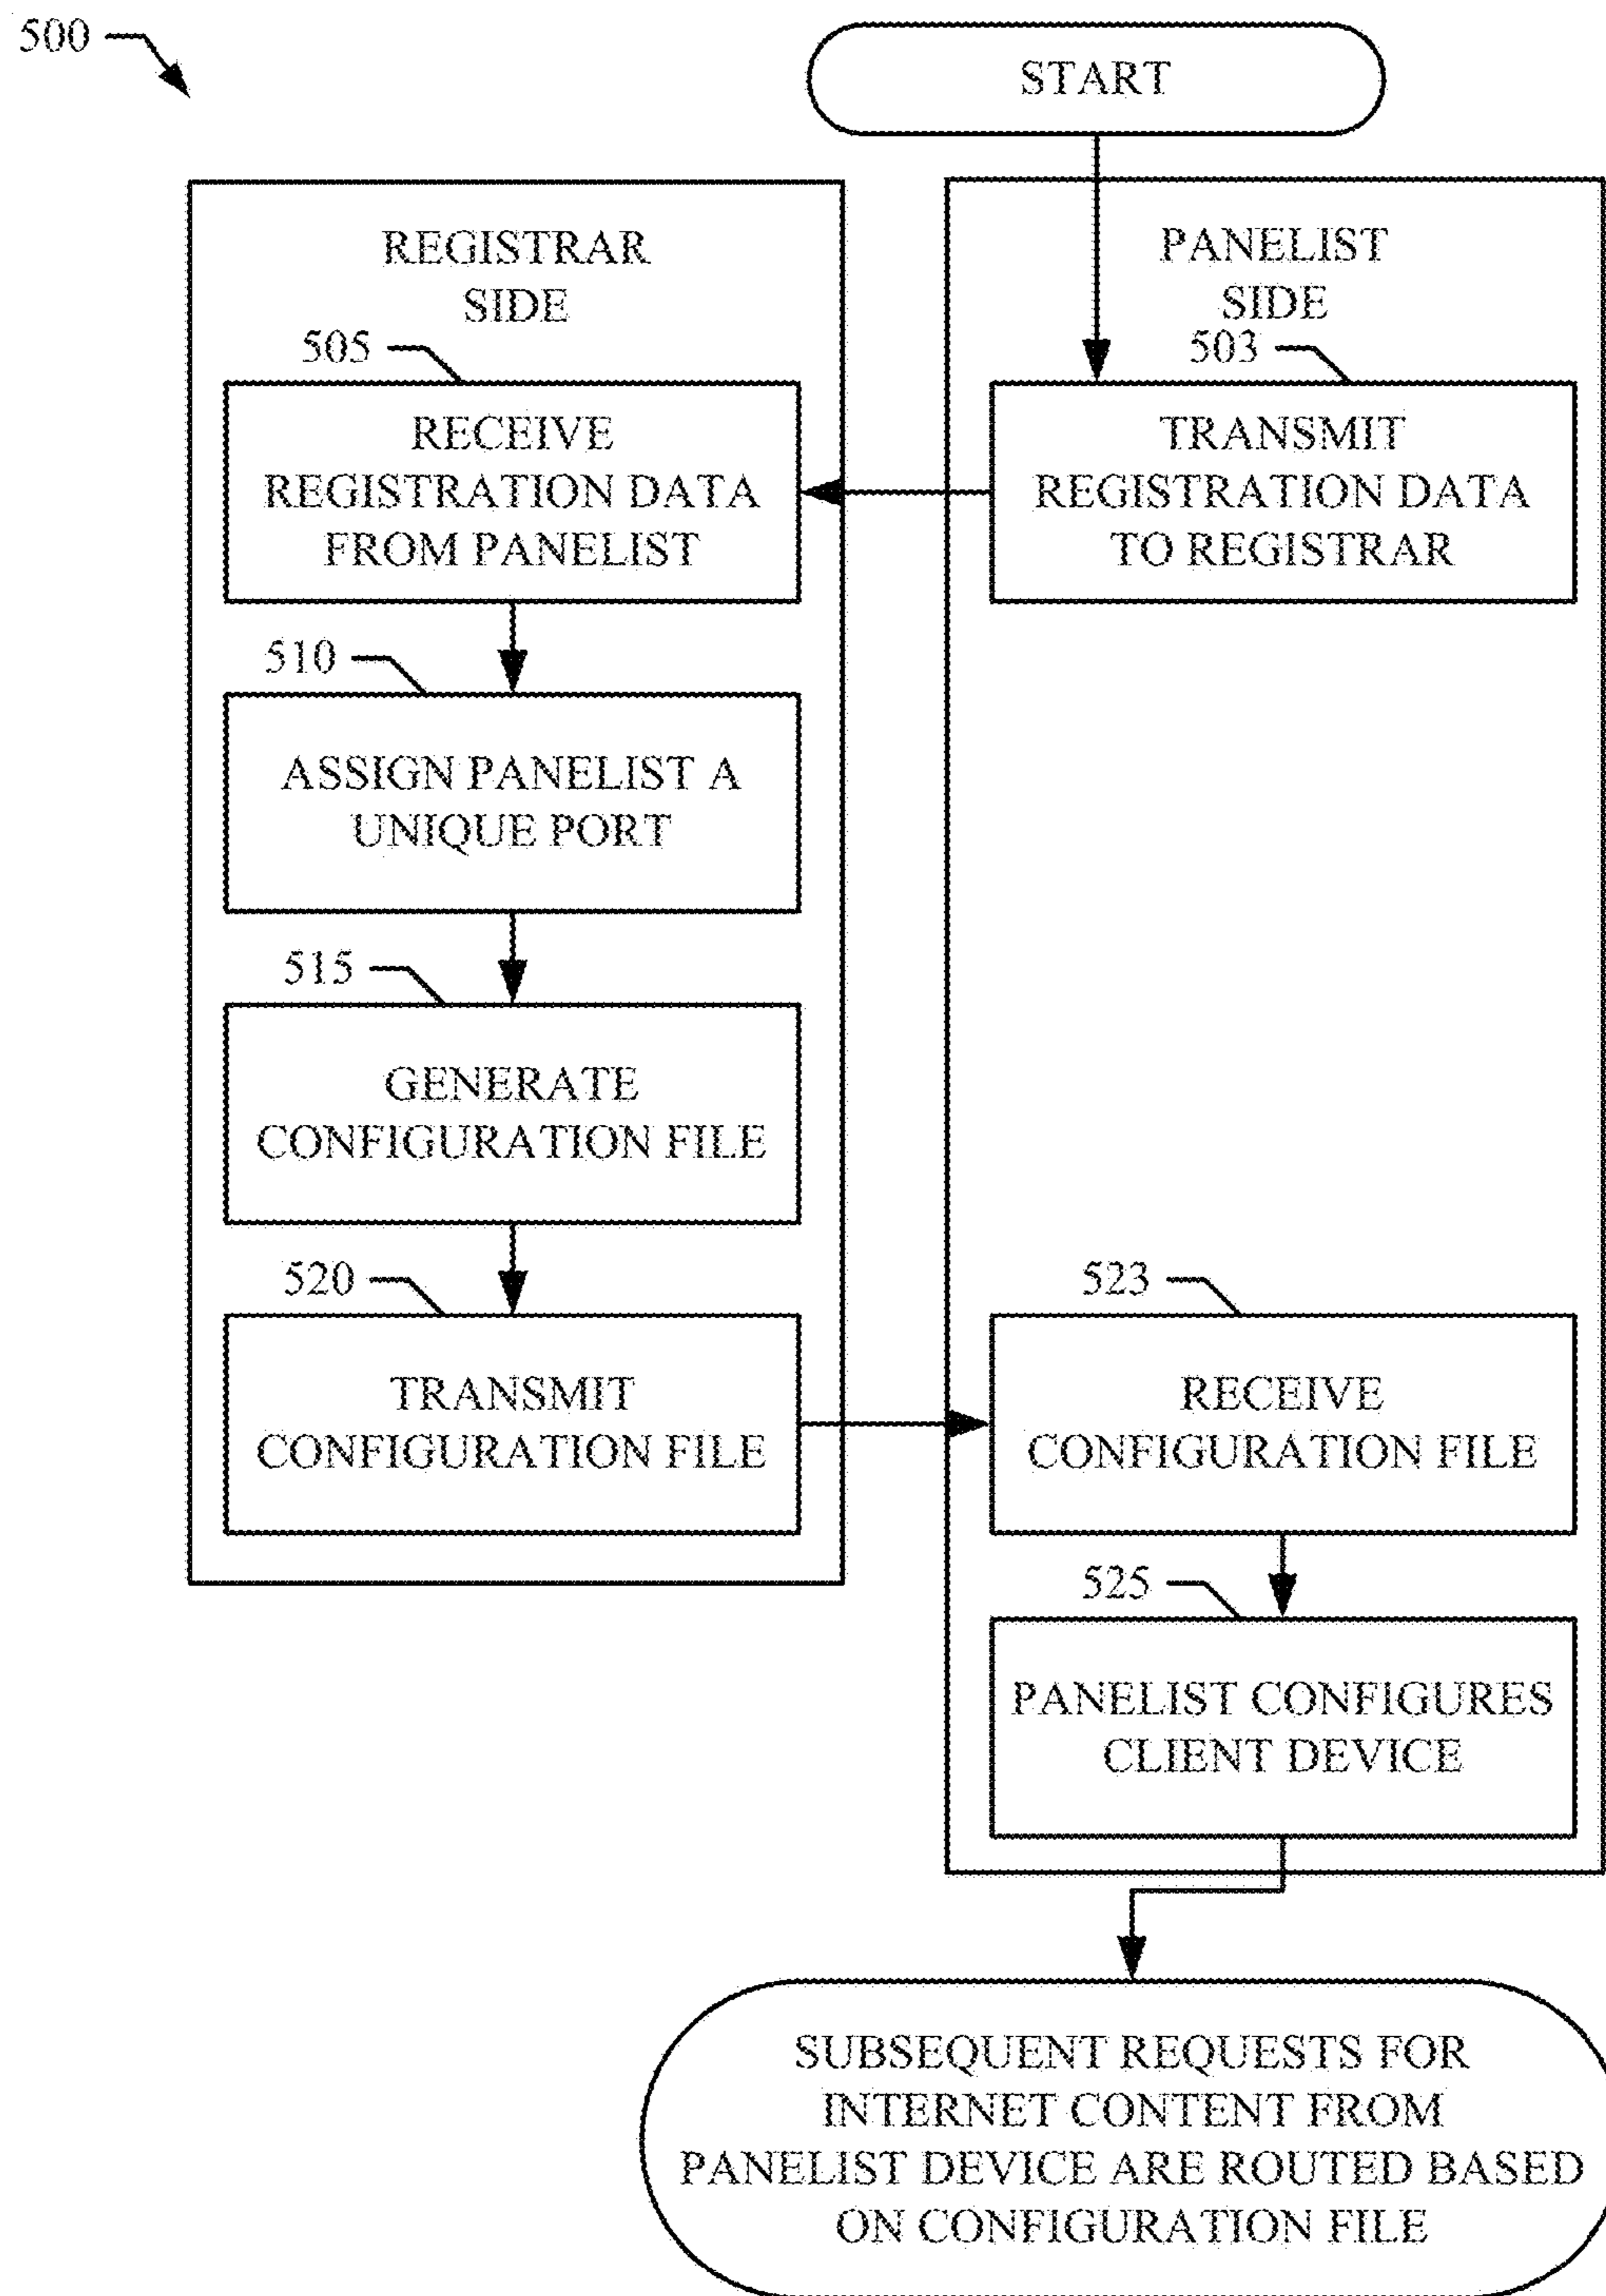 500
START
REGISTRAR
SIDE
PANELIST
SIDE
505
RECEIVE
REGISTRATION DATA
FROM PANELIST
503
TRANSMIT
REGISTRATION DATA
TO REGISTRAR
510
ASSIGN PANELIST A
UNIQUE PORT
515
GENERATE
CONFIGURATION FILE
520
TRANSMIT
CONFIGURATION FILE
523
RECEIVE
CONFIGURATION FILE
525
PANELIST CONFIGURES
CLIENT DEVICE
SUBSEQUENT REQUESTS FOR
INTERNET CONTENT FROM
PANELIST DEVICE ARE ROUTED BASED
ON CONFIGURATION FILE